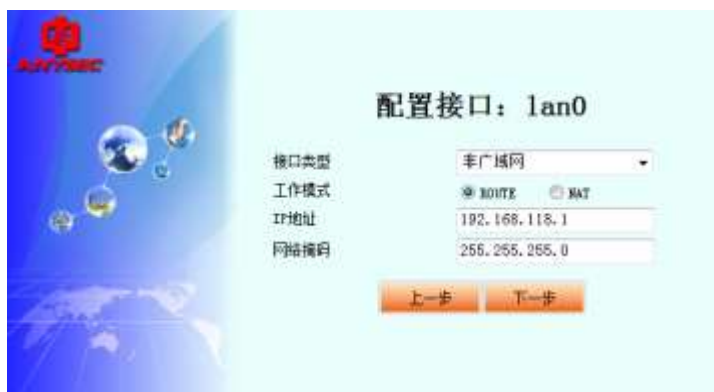 ANYSEC
配置接口：lan0
接口类型 非广域网
工作模式 ROUTE NAT
IP地址 192.168.118.1
网络掩码 255.255.255.0
上一步 下一步